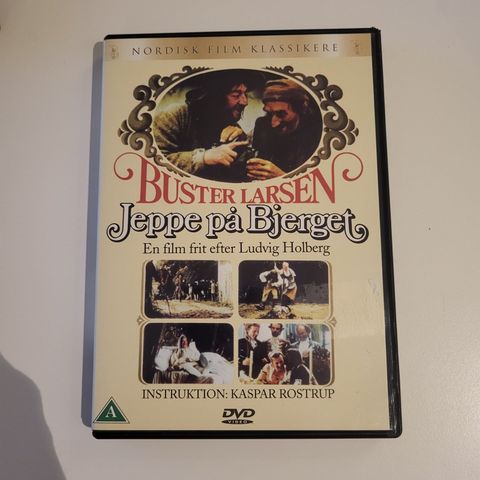 NORDISK FILM KLASSIKERE
BUSTER LARSEN
Jeppe på Bjerget
En film frit efter Ludvig Holberg
INSTRUKTION: KASPAR ROSTRUP
A
DVD
VIDEO